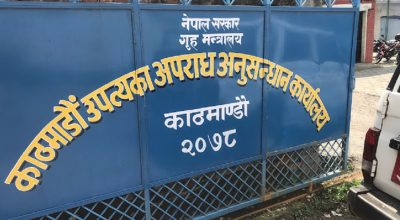 नेपाल सरकार
गृह मन्त्रालय
काठमाडौं उपत्यका अपराध अनुसन्धान कार्यालय
काठमाण्डौ
२०७८